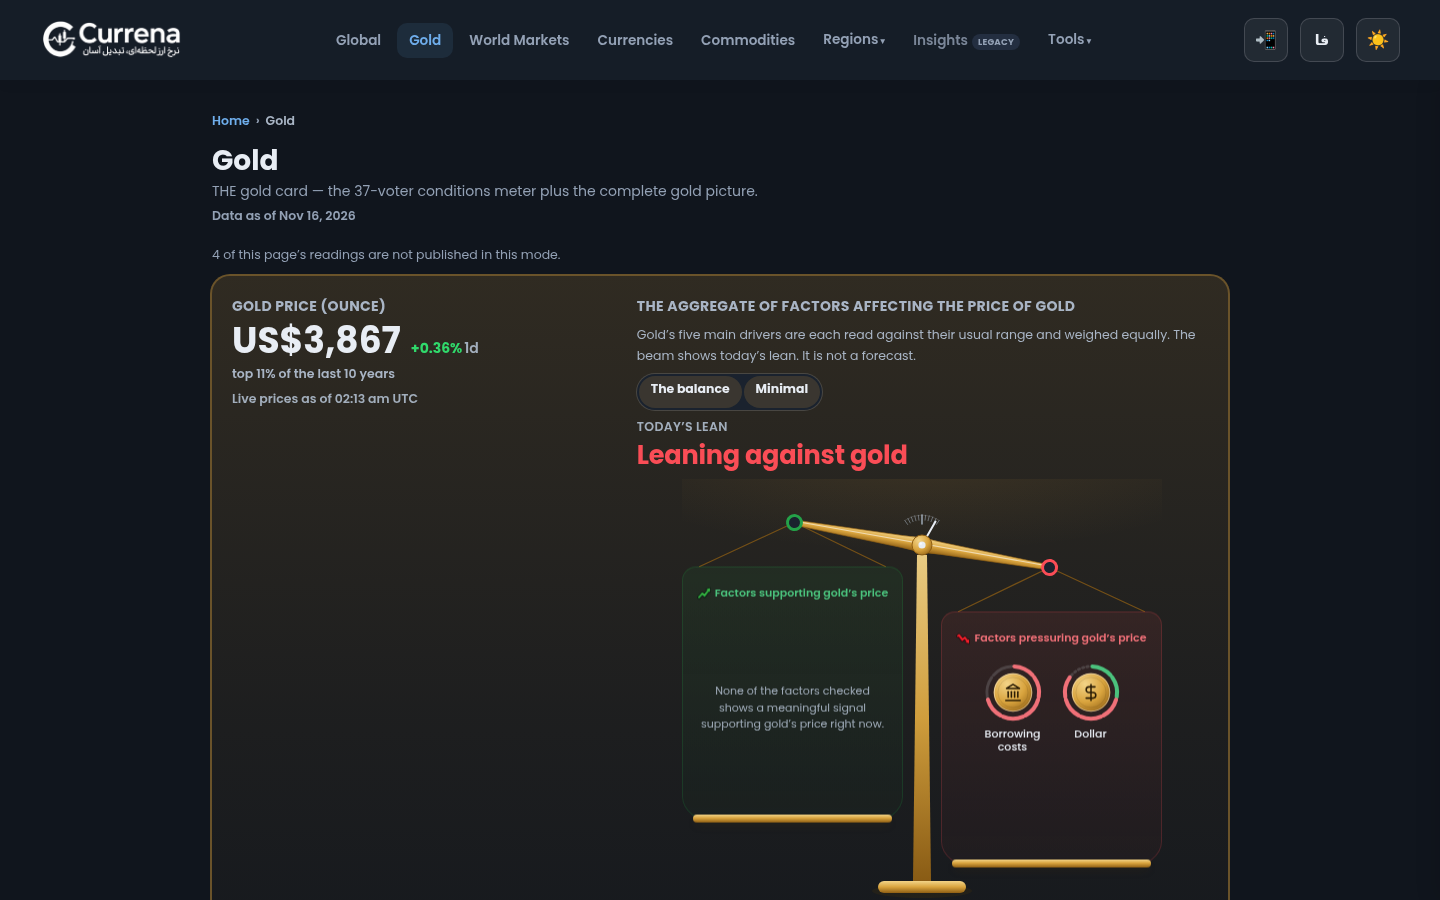 Currena
نرخ ارز لحظه‌ای، تبدیل آسان
Global
Gold
World Markets
Currencies
Commodities
Regions ▾
Insights LEGACY
Tools ▾
فا
Home › Gold
Gold
THE gold card — the 37-voter conditions meter plus the complete gold picture.
Data as of Nov 16, 2026
4 of this page’s readings are not published in this mode.
GOLD PRICE (OUNCE)
US$3,867 +0.36% 1d
top 11% of the last 10 years
Live prices as of 02:13 am UTC
THE AGGREGATE OF FACTORS AFFECTING THE PRICE OF GOLD
Gold’s five main drivers are each read against their usual range and weighed equally. The
beam shows today’s lean. It is not a forecast.
The balance
Minimal
TODAY’S LEAN
Leaning against gold
Factors supporting gold’s price
None of the factors checked
shows a meaningful signal
supporting gold’s price right now.
Factors pressuring gold’s price
$
Borrowing
costs
Dollar